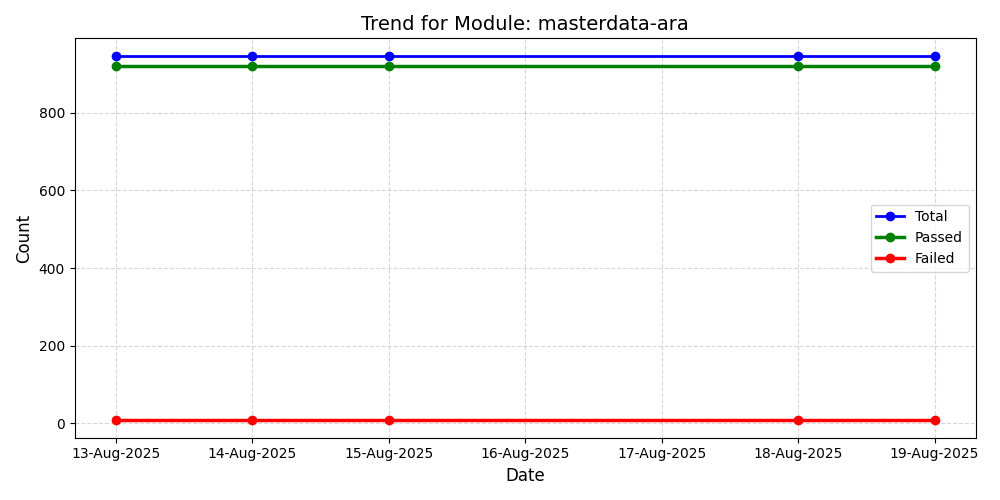 Trend for Module: masterdata-ara
Count
800
600
400
200
0
Total
Passed
Failed
13-Aug-2025 14-Aug-2025 15-Aug-2025 16-Aug-2025 17-Aug-2025 18-Aug-2025 19-Aug-2025
Date